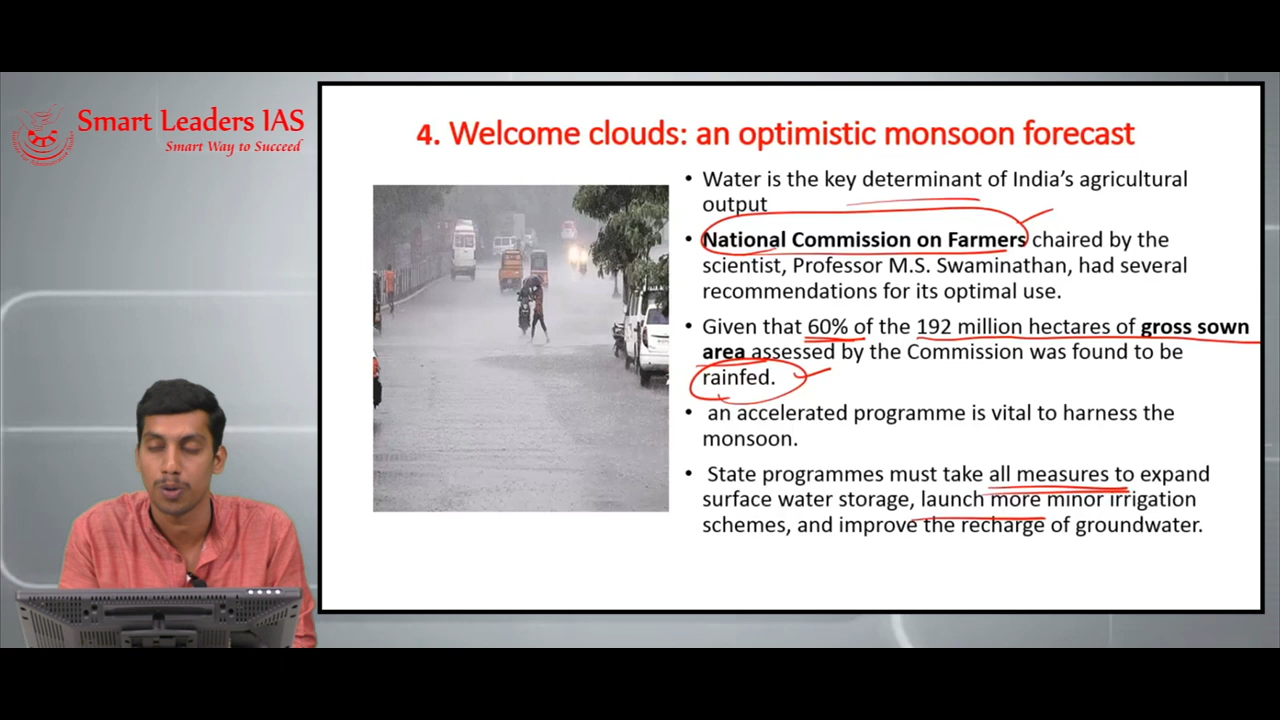 Smart Leaders IAS
Smart Way to Succeed
4. Welcome clouds: an optimistic monsoon forecast
• Water is the key determinant of India's agricultural
output
• National Commission on Farmers chaired by the
scientist, Professor M.S. Swaminathan, had several
recommendations for its optimal use.
• Given that 60% of the 192 million hectares of gross sown
area assessed by the Commission was found to be
rainfed.
• an accelerated programme is vital to harness the
monsoon.
• State programmes must take all measures to expand
surface water storage, launch more minor irrigation
schemes, and improve the recharge of groundwater.